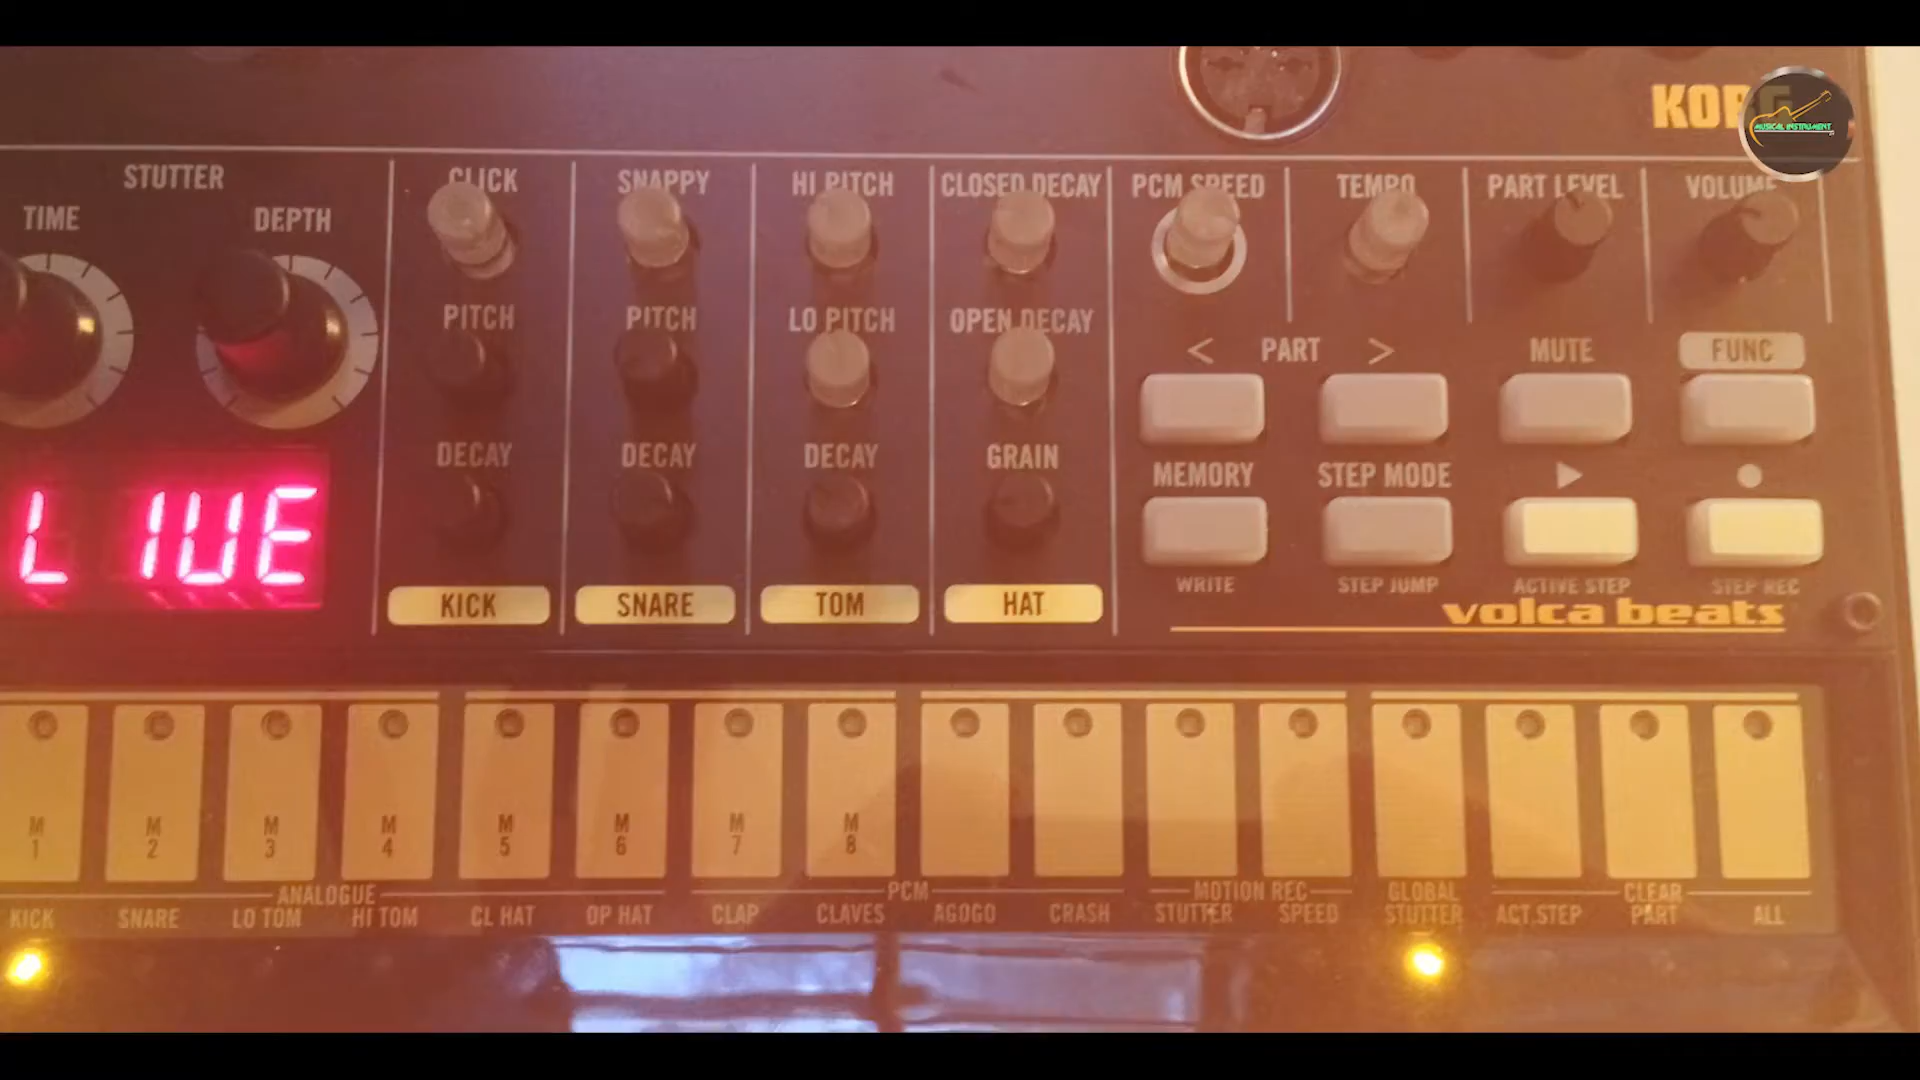 KORG
MUSICAL INSTRUMENT
STUTTER
TIME DEPTH
CLICK SNAPPY HI PITCH CLOSED DECAY PCM SPEED TEMPO PART LEVEL VOLUME
PITCH PITCH LO PITCH OPEN DECAY
< PART > MUTE FUNC
DECAY DECAY DECAY GRAIN
MEMORY STEP MODE
LIVE
WRITE STEP JUMP ACTIVE STEP STEP REC
KICK SNARE TOM HAT
volca beats
M 1 M 2 M 3 M 4 M 5 M 6 M 7 M 8
ANALOGUE PCM MOTION REC GLOBAL CLEAR
KICK SNARE LO TOM HI TOM CL HAT OP HAT CLAP CLAVES AGOGO CRASH STUTTER SPEED STUTTER ACT.STEP PART ALL